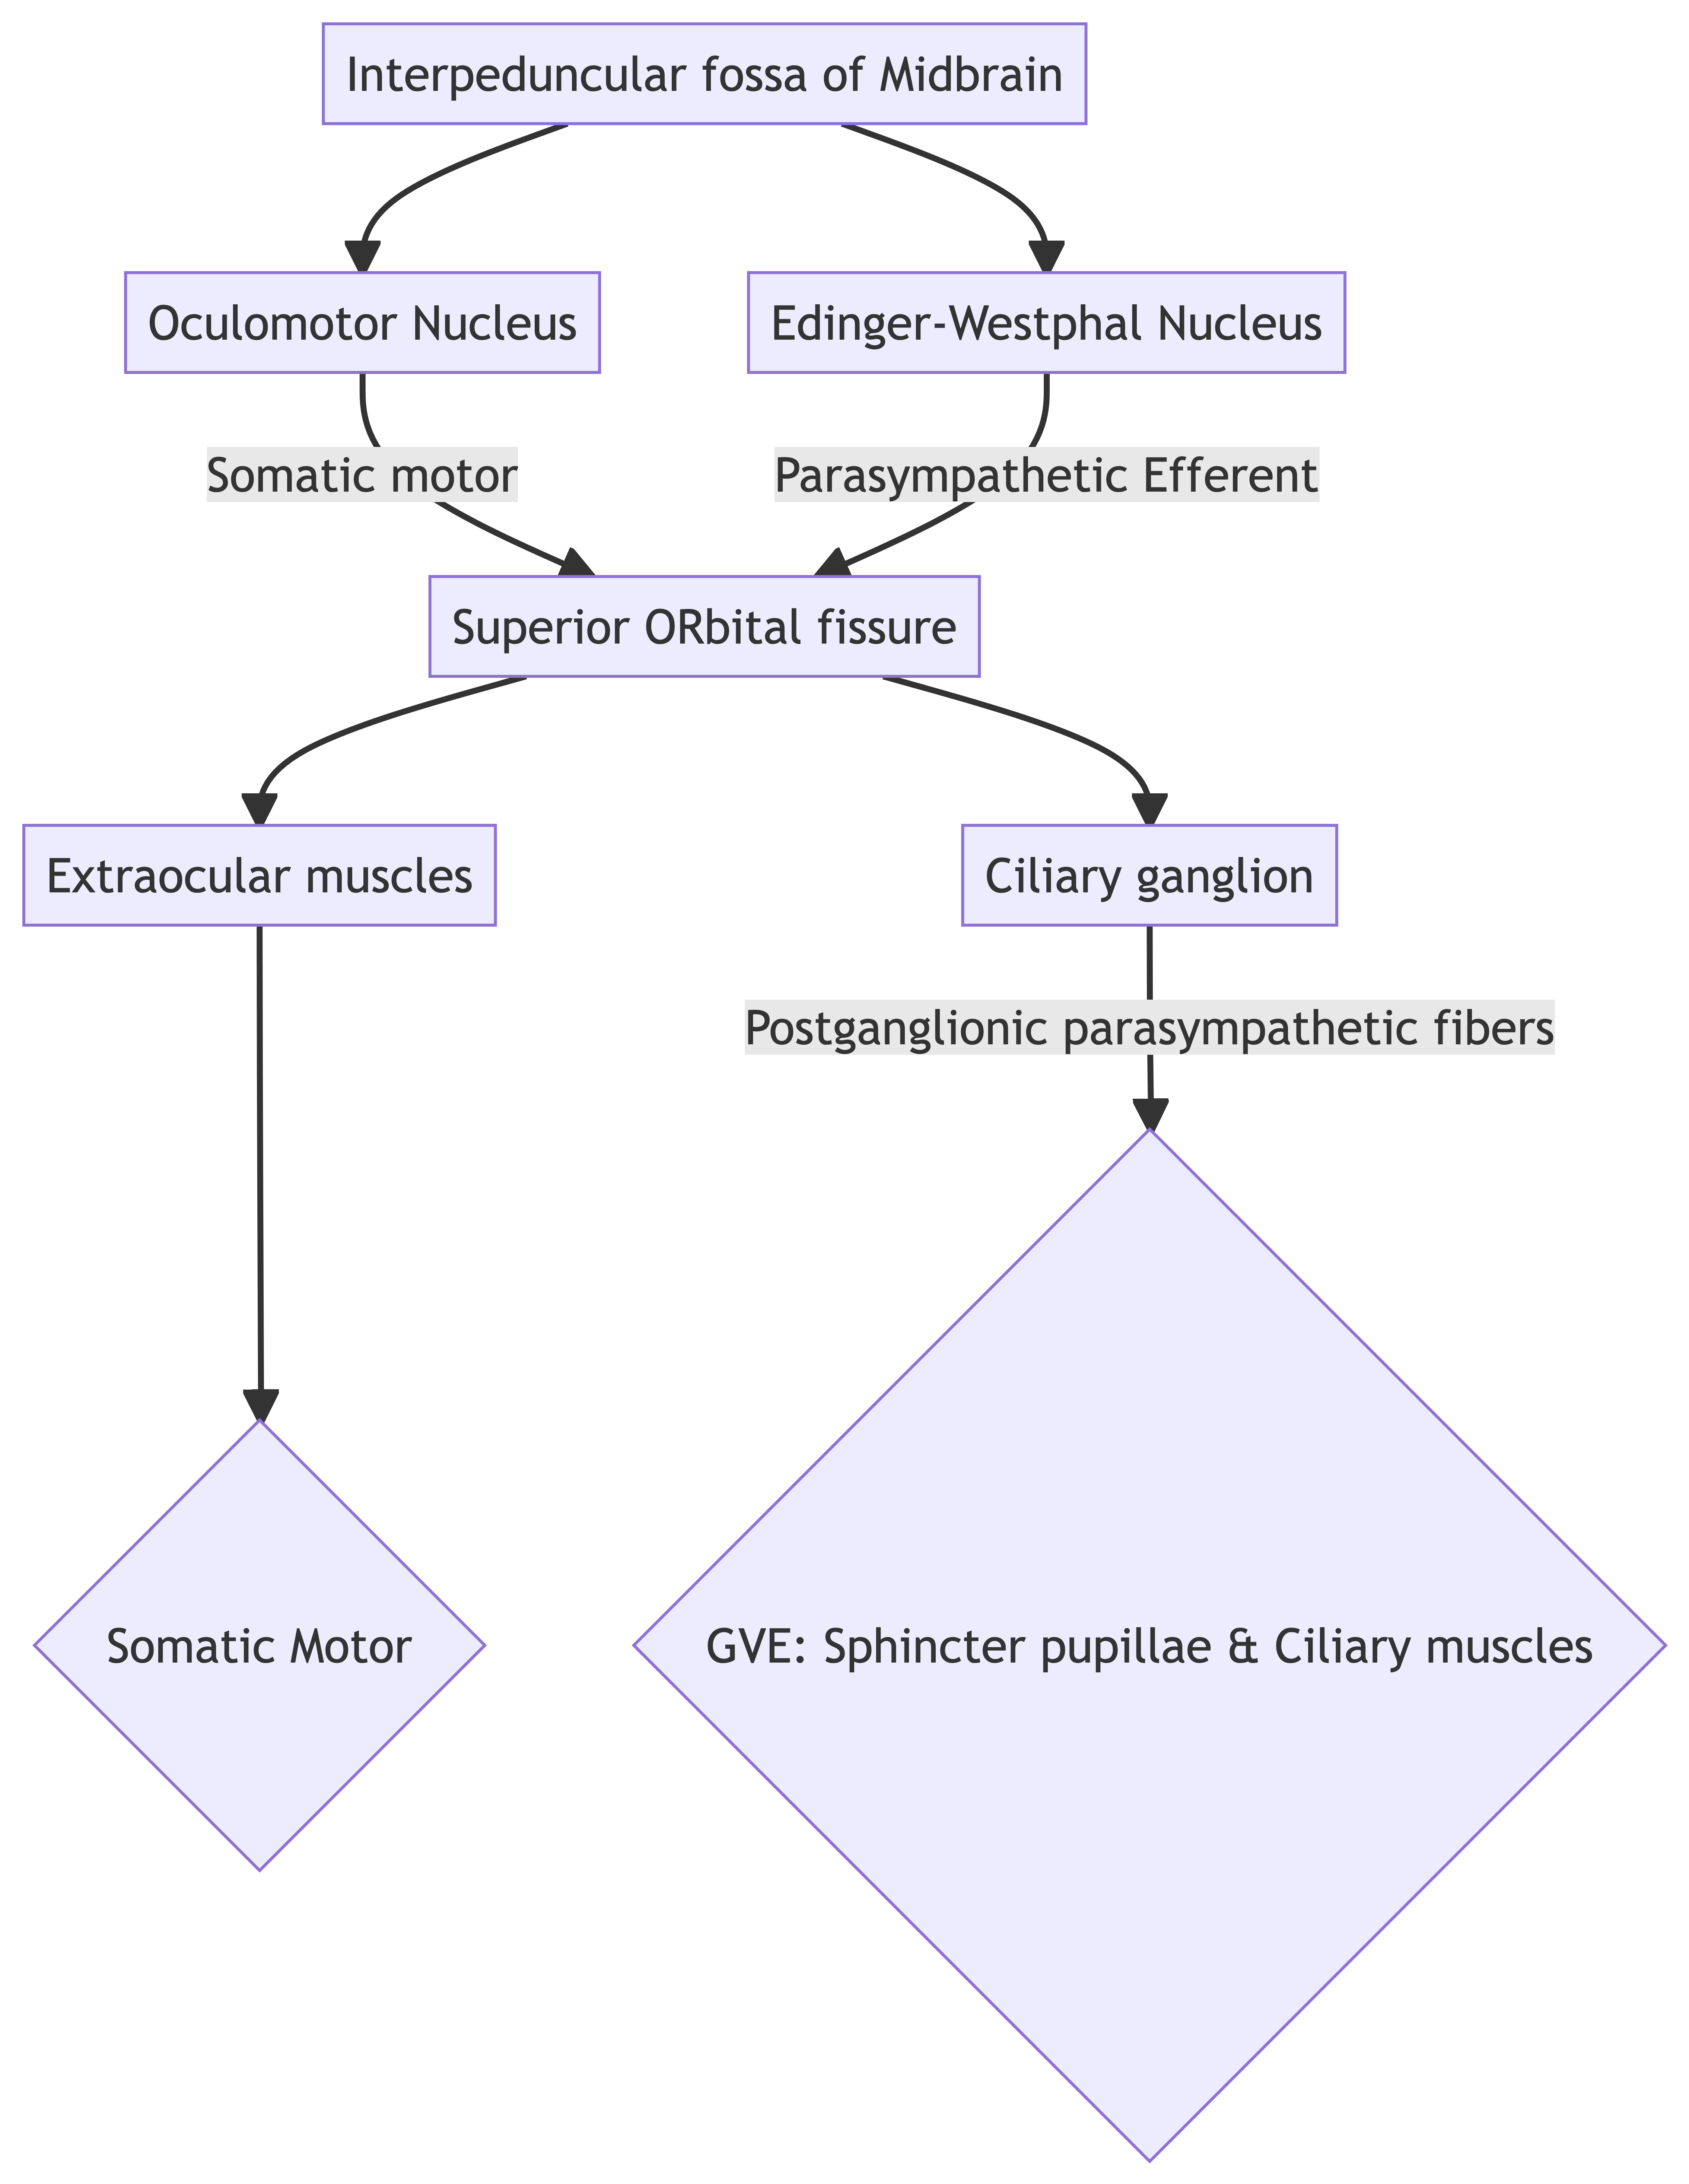 Interpeduncular fossa of Midbrain
Oculomotor Nucleus
Edinger-Westphal Nucleus
Somatic motor
Parasympathetic Efferent
Superior ORbital fissure
Extraocular muscles
Ciliary ganglion
Postganglionic parasympathetic fibers
Somatic Motor
GVE: Sphincter pupillae & Ciliary muscles